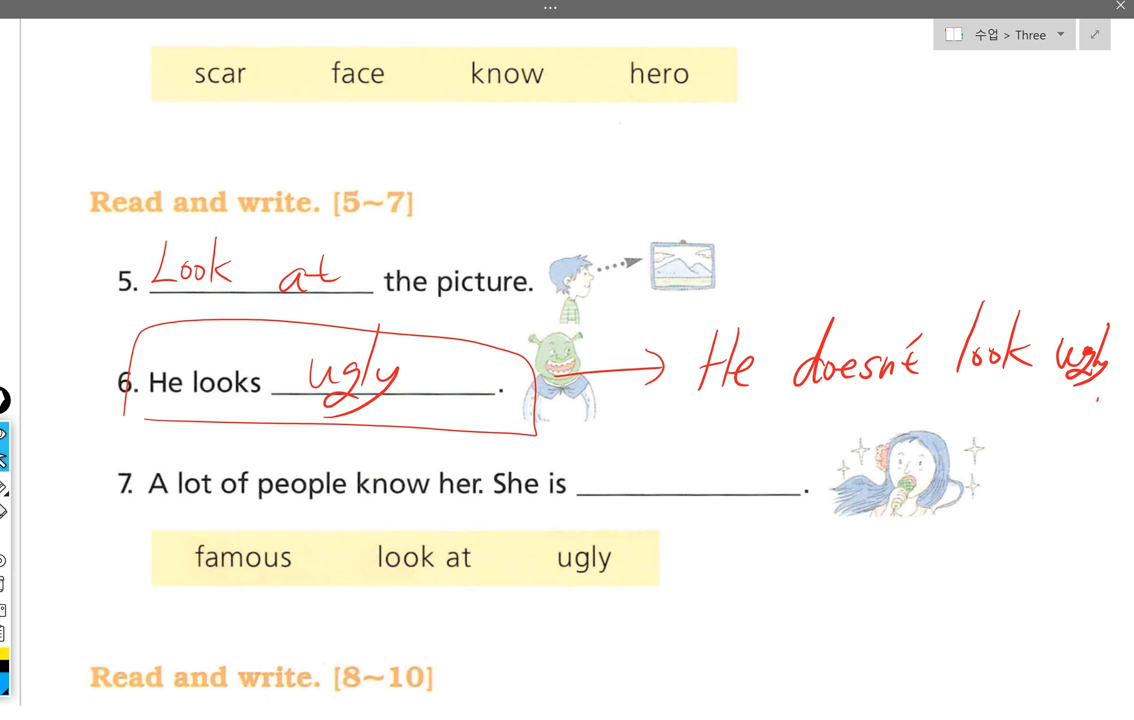 수업 > Three
scar face know hero
Read and write. [5~7]
5. Look at the picture.
6. He looks ugly.
He doesn't look ugly.
7. A lot of people know her. She is ____________.
famous look at ugly
Read and write. [8~10]